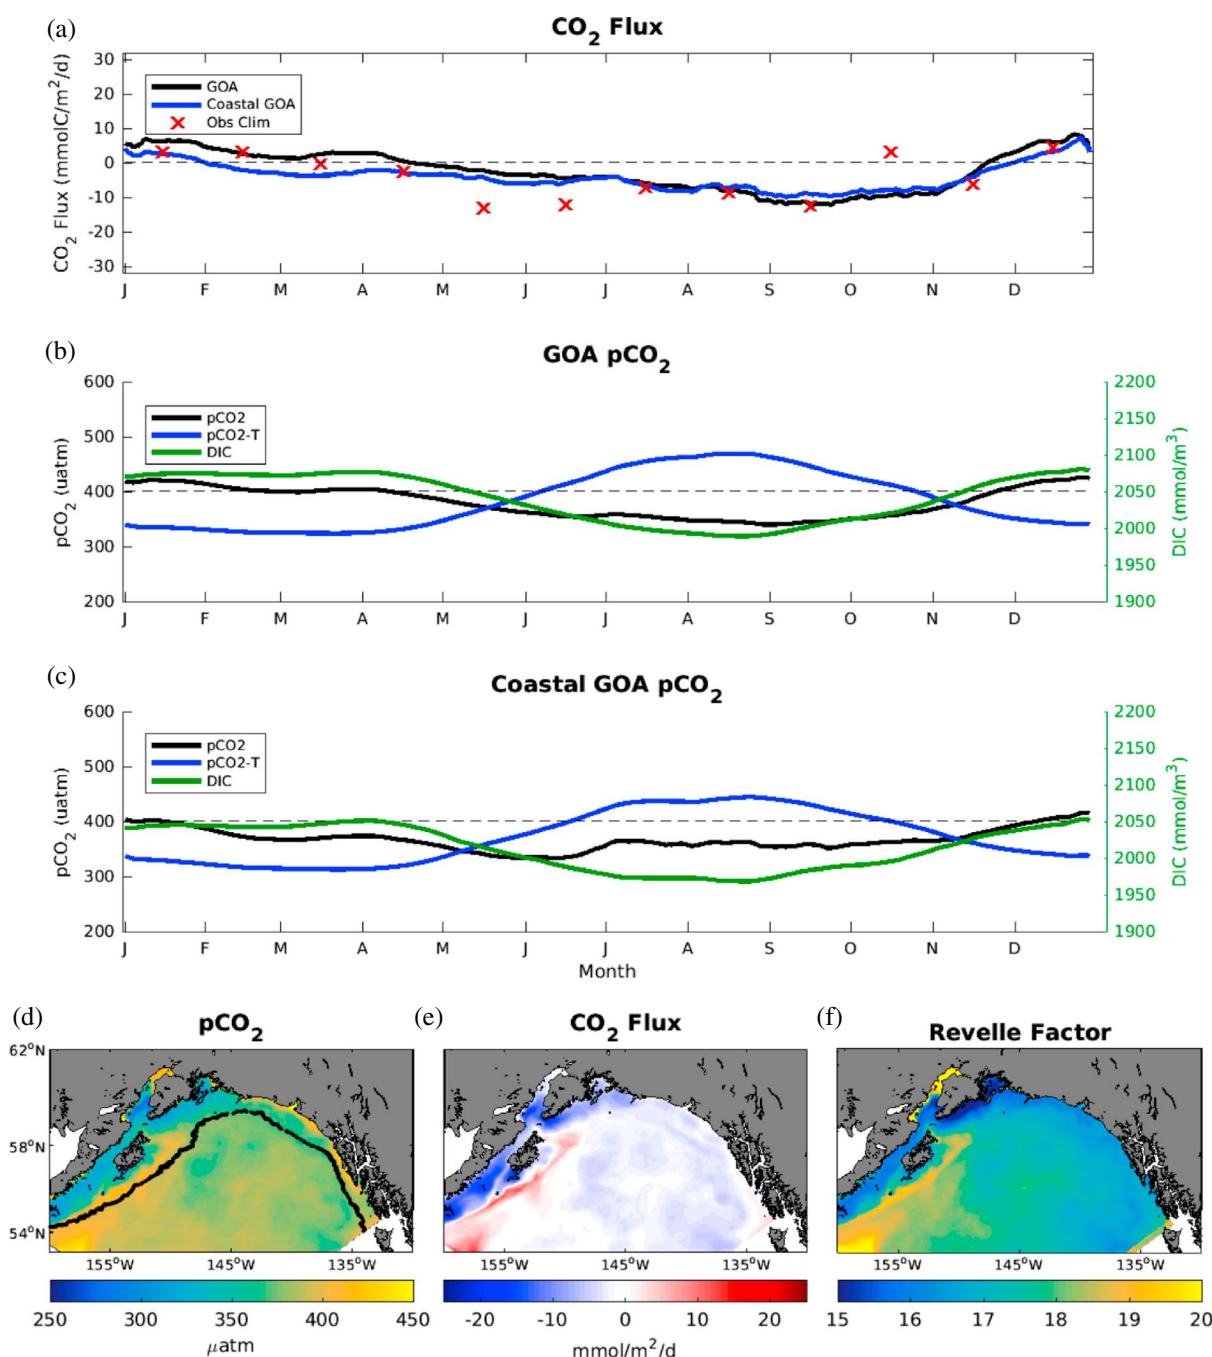 (a)
CO2 Flux
CO2 Flux (mmolC/m2/d)
30
20
10
0
-10
-20
-30
GOA
Coastal GOA
Obs Clim
J F M A M J J A S O N D
(b)
GOA pCO2
pCO2 (uatm)
600
500
400
300
200
pCO2
pCO2-T
DIC
2200
2150
2100
2050
2000
1950
1900
DIC (mmol/m3)
J F M A M J J A S O N D
(c)
Coastal GOA pCO2
pCO2 (uatm)
600
500
400
300
200
pCO2
pCO2-T
DIC
2200
2150
2100
2050
2000
1950
1900
DIC (mmol/m3)
J F M A M J J A S O N D
Month
(d)
pCO2
62°N
58°N
54°N
155°W 145°W 135°W
250 300 350 400 450
μatm
(e)
CO2 Flux
155°W 145°W 135°W
-20 -10 0 10 20
mmol/m2/d
(f)
Revelle Factor
155°W 145°W 135°W
15 16 17 18 19 20